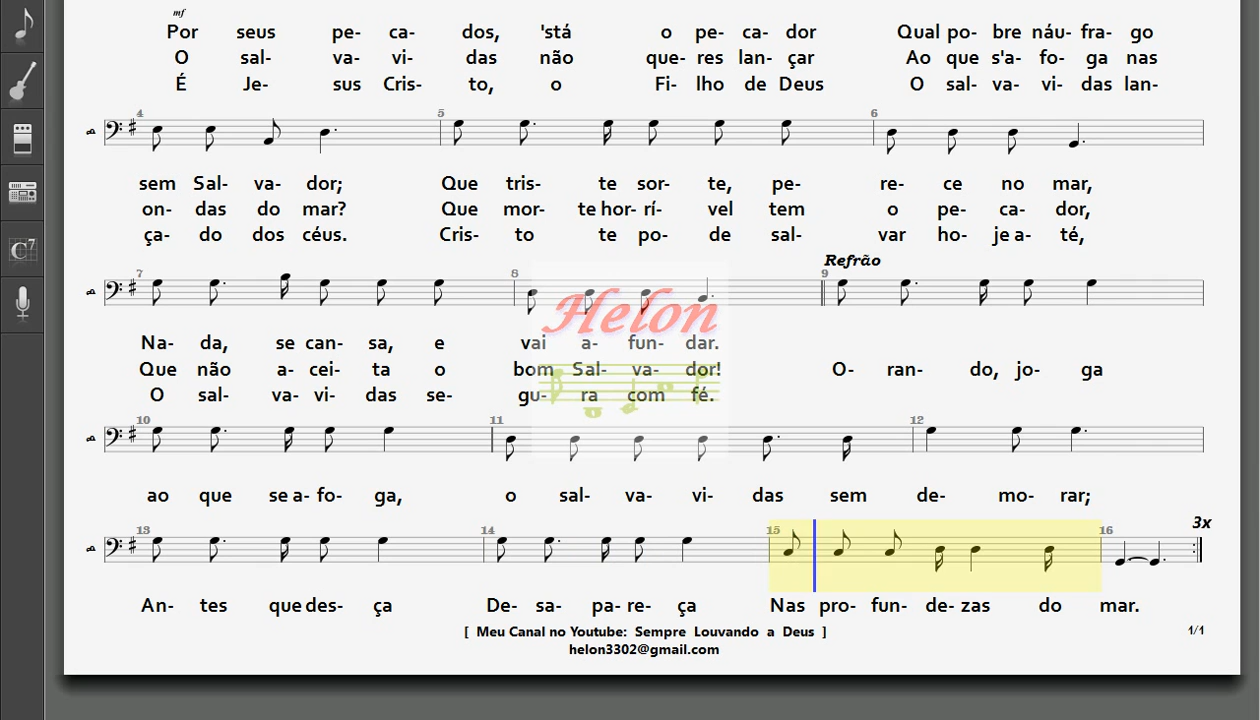 mf
Por seus pe- ca- dos, 'stá o pe- ca- dor Qual po- bre náu- fra- go
O sal- va- vi- das não que- res lan- çar Ao que s'a- fo- ga nas
É Je- sus Cris- to, o Fi- lho de Deus O sal- va- vi- das lan-
4 5 6
sem Sal- va- dor; Que tris- te sor- te, pe- re- ce no mar,
on- das do mar? Que mor- te hor- rí- vel tem o pe- ca- dor,
ça- do dos céus. Cris- to te po- de sal- var ho- je a- té,
Refrão
7 8 9
Helon
Na- da, se can- sa, e vai a- fun- dar.
Que não a- cei- ta o bom Sal- va- dor! O- ran- do, jo- ga
O sal- va- vi- das se- gu- ra com fé.
10 11 12
ao que se a- fo- ga, o sal- va- vi- das sem de- mo- rar;
13 14 15 16 3x
An- tes que des- ça De- sa- pa- re- ça Nas pro- fun- de- zas do mar.
[ Meu Canal no Youtube: Sempre Louvando a Deus ] 1/1
helon3302@gmail.com
C7